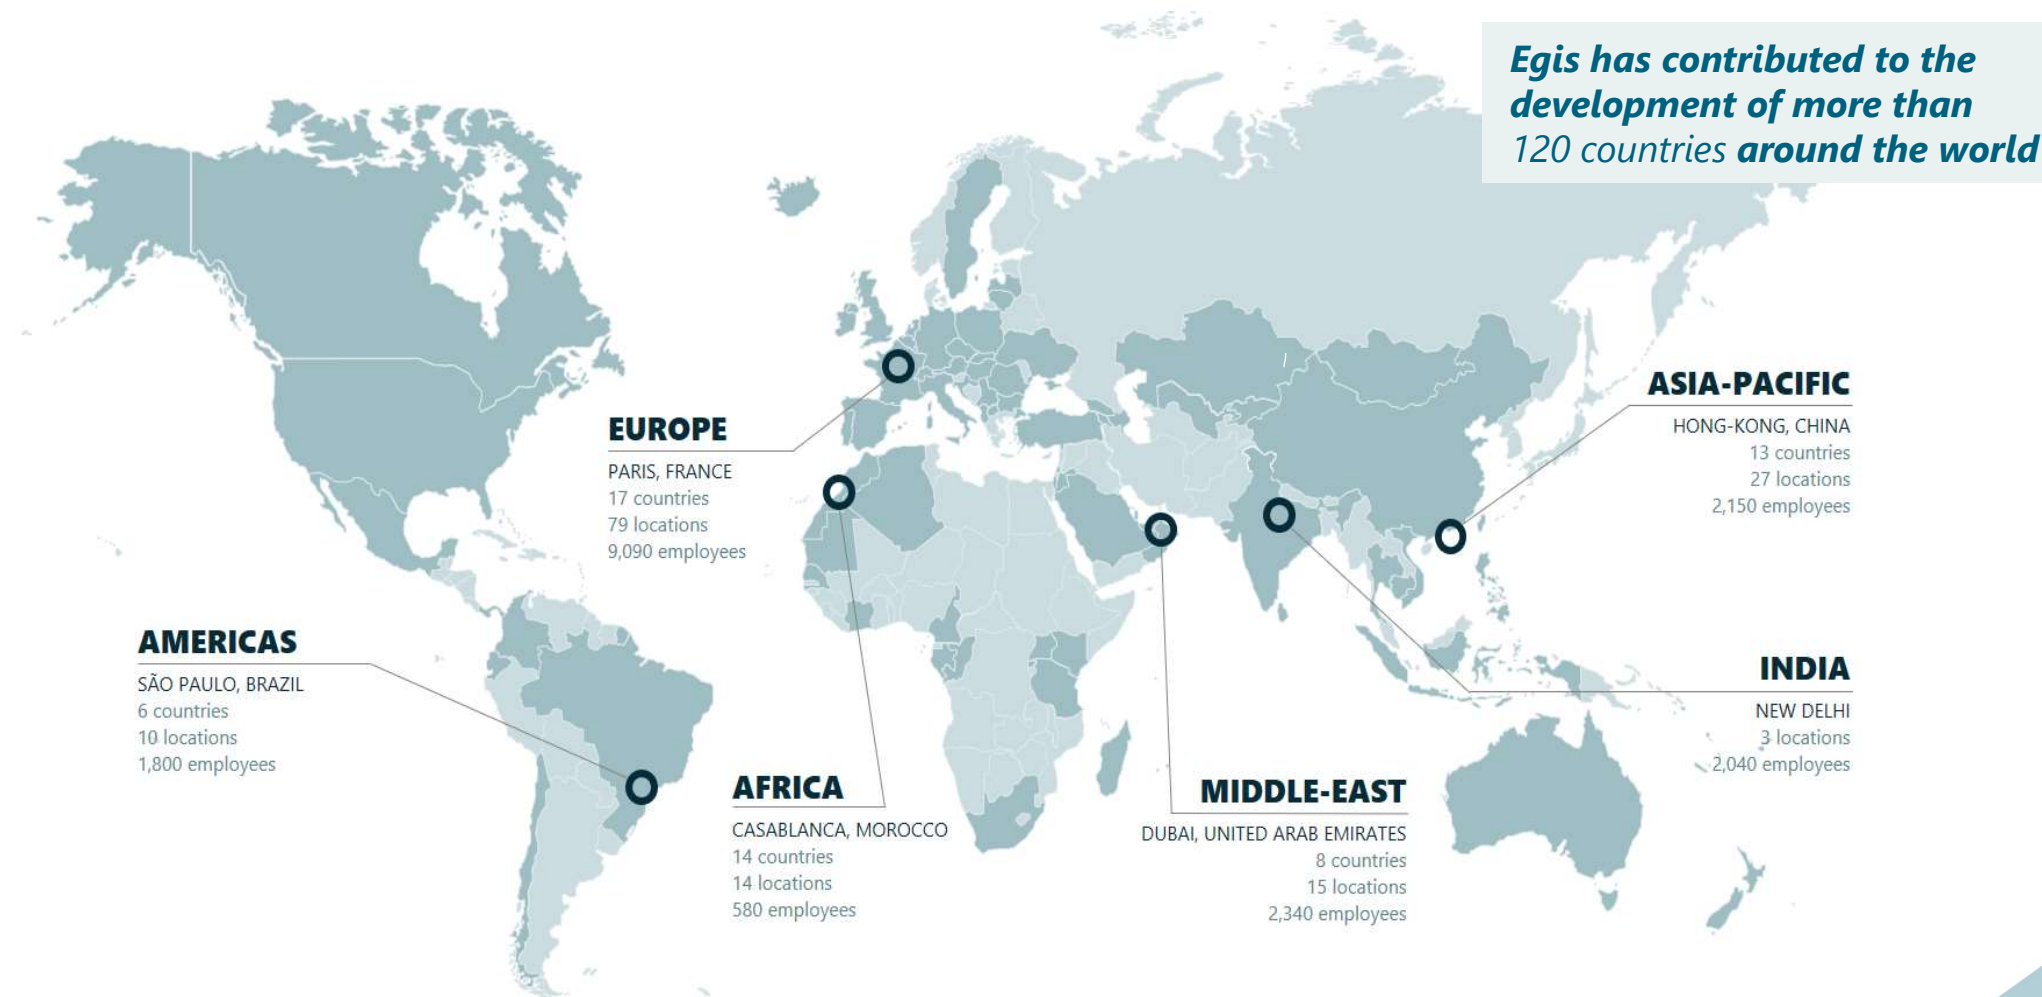 Egis has contributed to the
development of more than
120 countries around the world
EUROPE
PARIS, FRANCE
17 countries
79 locations
9,090 employees
ASIA-PACIFIC
HONG-KONG, CHINA
13 countries
27 locations
2,150 employees
AMERICAS
SÃO PAULO, BRAZIL
6 countries
10 locations
1,800 employees
AFRICA
CASABLANCA, MOROCCO
14 countries
14 locations
580 employees
MIDDLE-EAST
DUBAI, UNITED ARAB EMIRATES
8 countries
15 locations
2,340 employees
INDIA
NEW DELHI
3 locations
2,040 employees